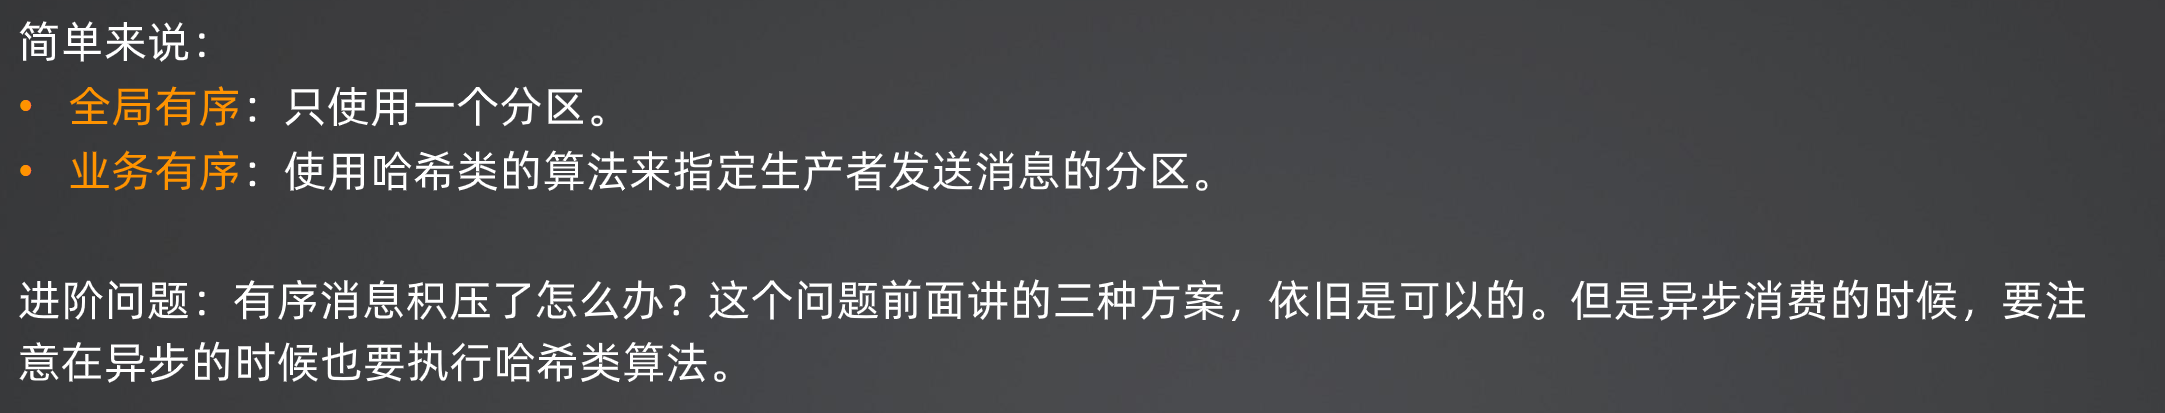 简单来说：
• 全局有序：只使用一个分区。
• 业务有序：使用哈希类的算法来指定生产者发送消息的分区。
进阶问题：有序消息积压了怎么办？这个问题前面讲的三种方案，依旧是可以的。但是异步消费的时候，要注
意在异步的时候也要执行哈希类算法。